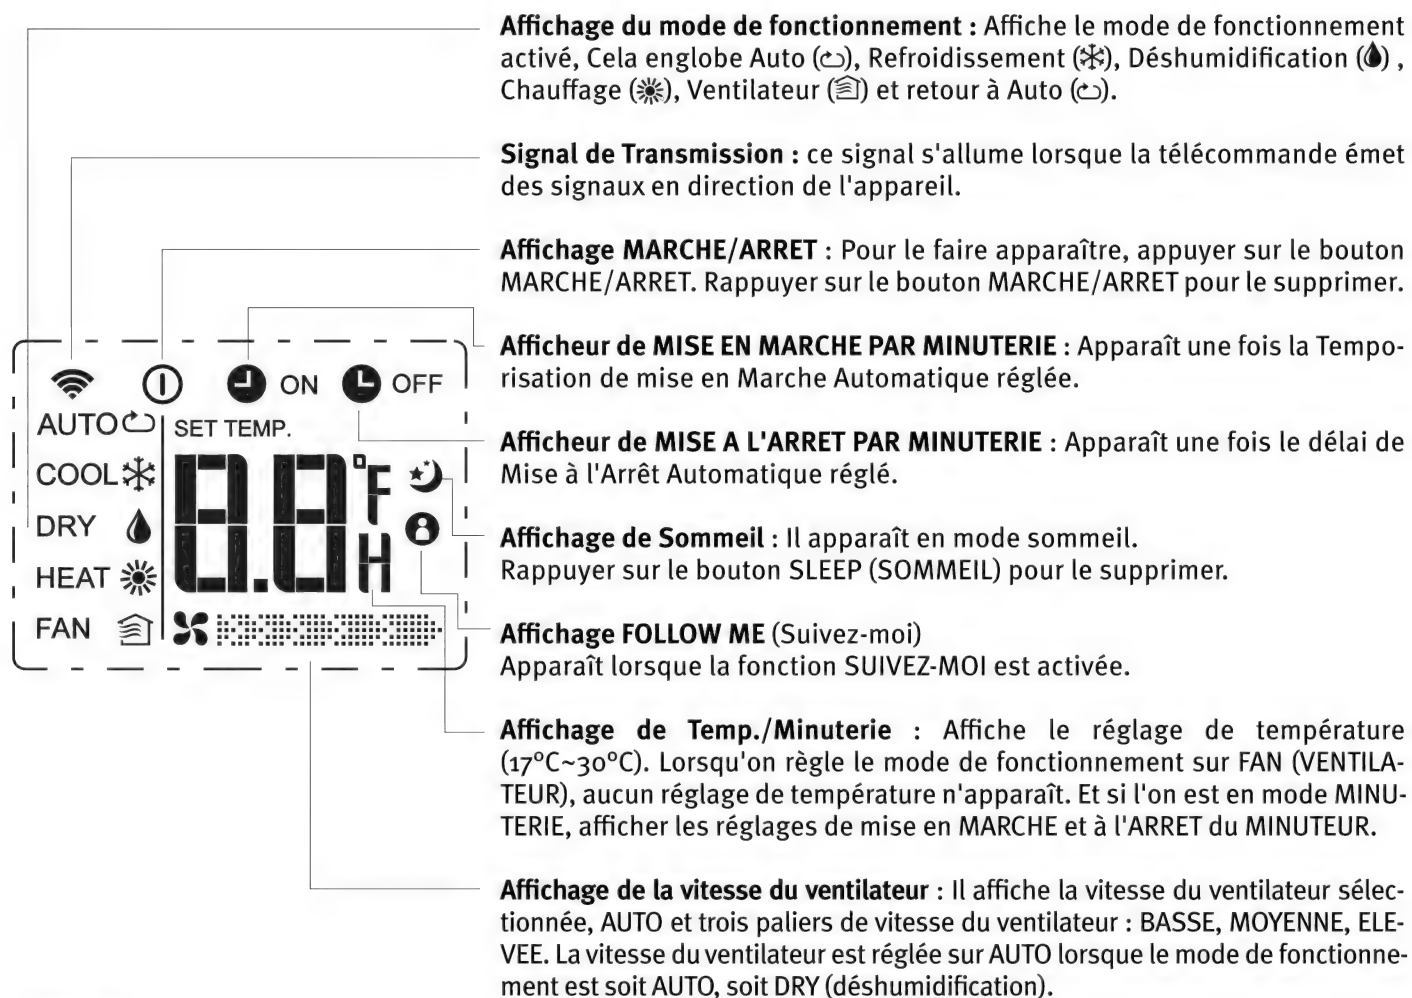 Affichage du mode de fonctionnement : Affiche le mode de fonctionnement
activé, Cela englobe Auto (), Refroidissement (), Déshumidification () ,
Chauffage (), Ventilateur () et retour à Auto ().
Signal de Transmission : ce signal s'allume lorsque la télécommande émet
des signaux en direction de l'appareil.
Affichage MARCHE/ARRET : Pour le faire apparaître, appuyer sur le bouton
MARCHE/ARRET. Rappuyer sur le bouton MARCHE/ARRET pour le supprimer.
Afficheur de MISE EN MARCHE PAR MINUTERIE : Apparaît une fois la Tempo-
risation de mise en Marche Automatique réglée.
Afficheur de MISE A L'ARRET PAR MINUTERIE : Apparaît une fois le délai de
Mise à l'Arrêt Automatique réglé.
Affichage de Sommeil : Il apparaît en mode sommeil.
Rappuyer sur le bouton SLEEP (SOMMEIL) pour le supprimer.
Affichage FOLLOW ME (Suivez-moi)
Apparaît lorsque la fonction SUIVEZ-MOI est activée.
Affichage de Temp./Minuterie : Affiche le réglage de température
(17°C~30°C). Lorsqu'on règle le mode de fonctionnement sur FAN (VENTILA-
TEUR), aucun réglage de température n'apparaît. Et si l'on est en mode MINU-
TERIE, afficher les réglages de mise en MARCHE et à l'ARRET du MINUTEUR.
Affichage de la vitesse du ventilateur : Il affiche la vitesse du ventilateur sélec-
tionnée, AUTO et trois paliers de vitesse du ventilateur : BASSE, MOYENNE, ELE-
VEE. La vitesse du ventilateur est réglée sur AUTO lorsque le mode de fonctionne-
ment est soit AUTO, soit DRY (déshumidification).
ON OFF
AUTO
SET TEMP.
COOL
DRY
HEAT
FAN
8.8°F
H